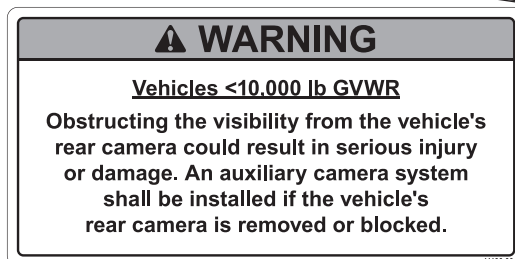 WARNING
Vehicles <10,000 lb GVWR
Obstructing the visibility from the vehicle's
rear camera could result in serious injury
or damage. An auxiliary camera system
shall be installed if the vehicle's
rear camera is removed or blocked.